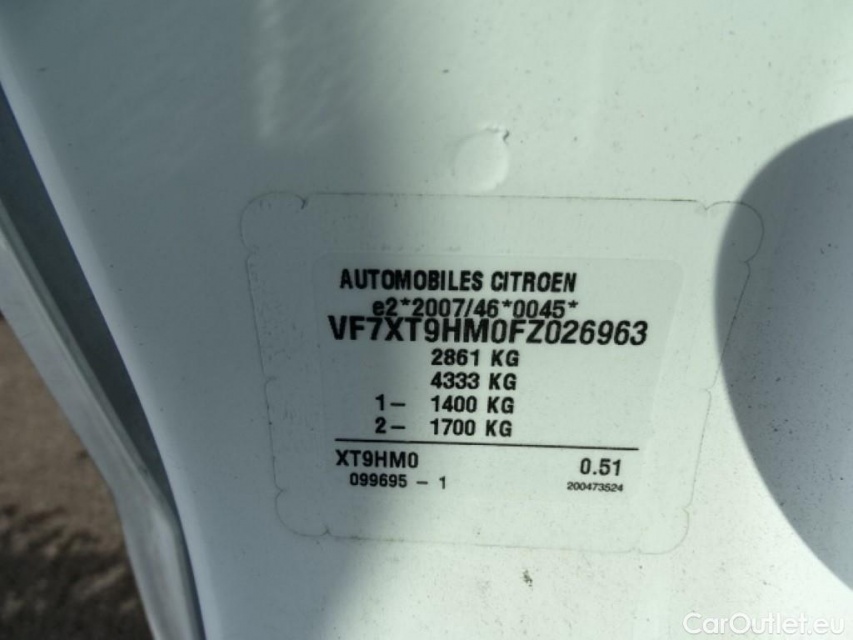 AUTOMOBILES CITROEN
e2*2007/46*0045*
VF7XT9HM0FZ026963
2861 KG
4333 KG
1- 1400 KG
2- 1700 KG
XT9HM0 0.51
099695 - 1 200473524
CarOutlet.eu